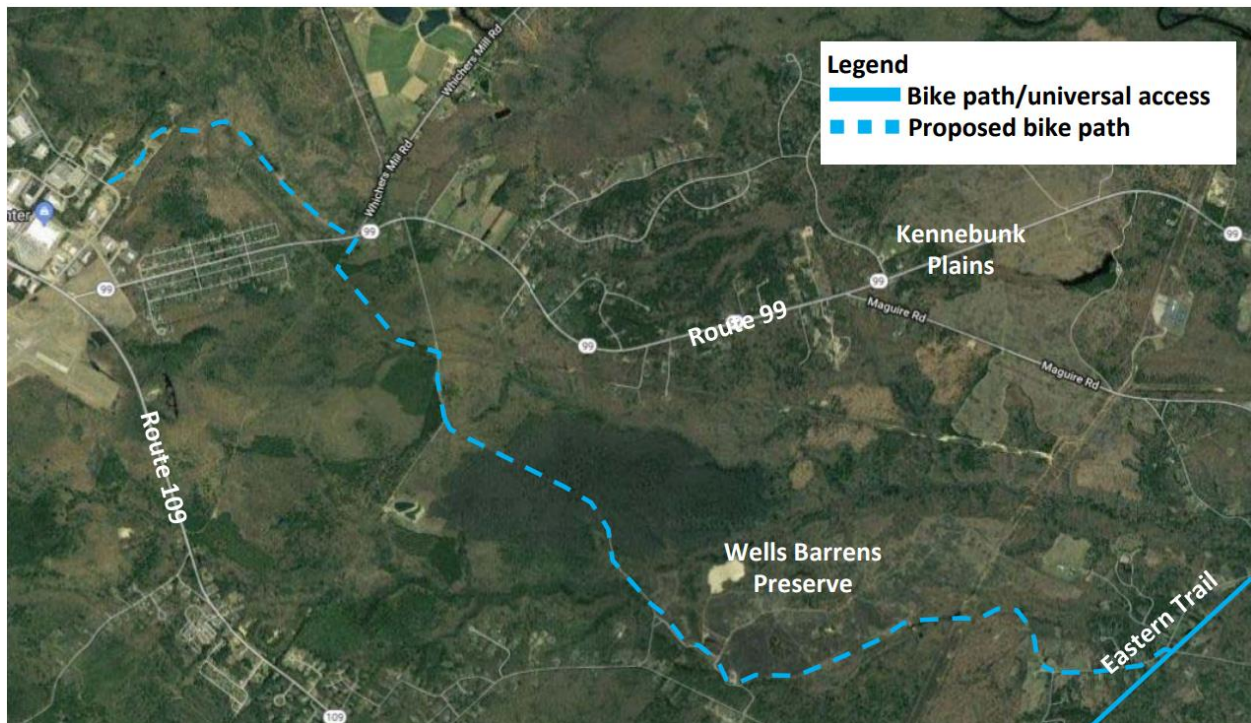 Legend
Bike path/universal access
Proposed bike path
Whichers Mill Rd
Whichers Mill Rd
nter
99
99
99
Kennebunk
Plains
99
Maguire Rd
Route 99
99
Maguire Rd
Route 109
Wells Barrens
Preserve
Eastern Trail
109